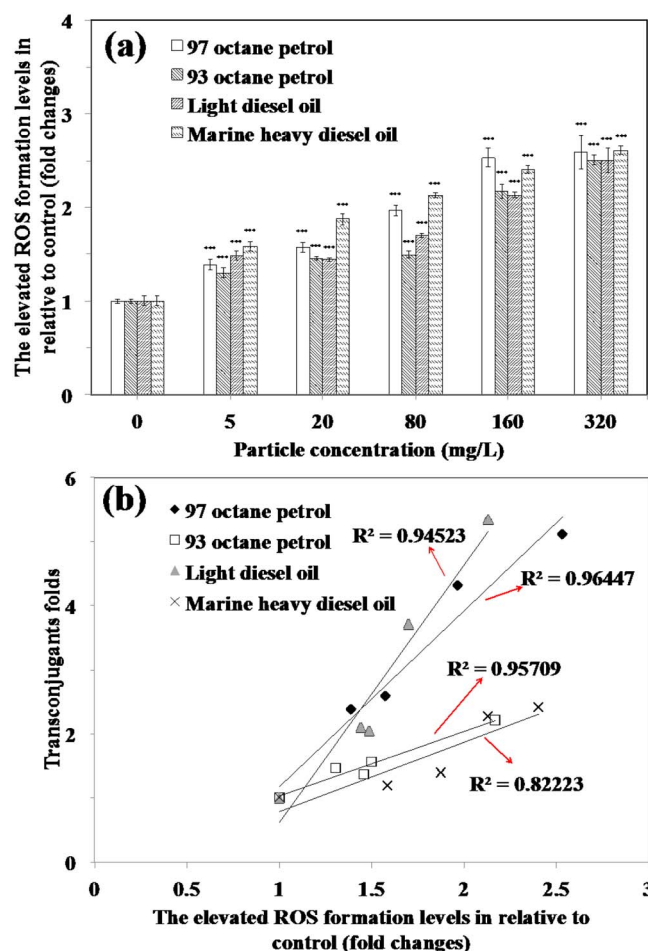 (a)
97 octane petrol
93 octane petrol
Light diesel oil
Marine heavy diesel oil
The elevated ROS formation levels in
relative to control (fold changes)
4
3
2
1
0
*** *** *** ***
*** *** *** ***
*** *** *** ***
*** *** *** ***
*** *** *** ***
0 5 20 80 160 320
Particle concentration (mg/L)
(b)
97 octane petrol
93 octane petrol
Light diesel oil
Marine heavy diesel oil
Transconjugants folds
6
4
2
0
R² = 0.94523
R² = 0.96447
R² = 0.95709
R² = 0.82223
0 0.5 1 1.5 2 2.5 3
The elevated ROS formation levels in relative to
control (fold changes)